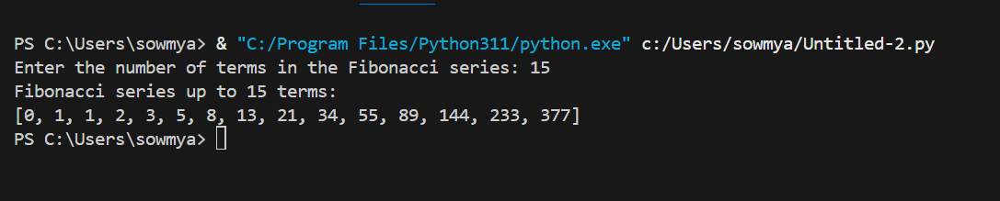 PS C:\Users\sowmya> & "C:/Program Files/Python311/python.exe" c:/Users/sowmya/Untitled-2.py
Enter the number of terms in the Fibonacci series: 15
Fibonacci series up to 15 terms:
[0, 1, 1, 2, 3, 5, 8, 13, 21, 34, 55, 89, 144, 233, 377]
PS C:\Users\sowmya>